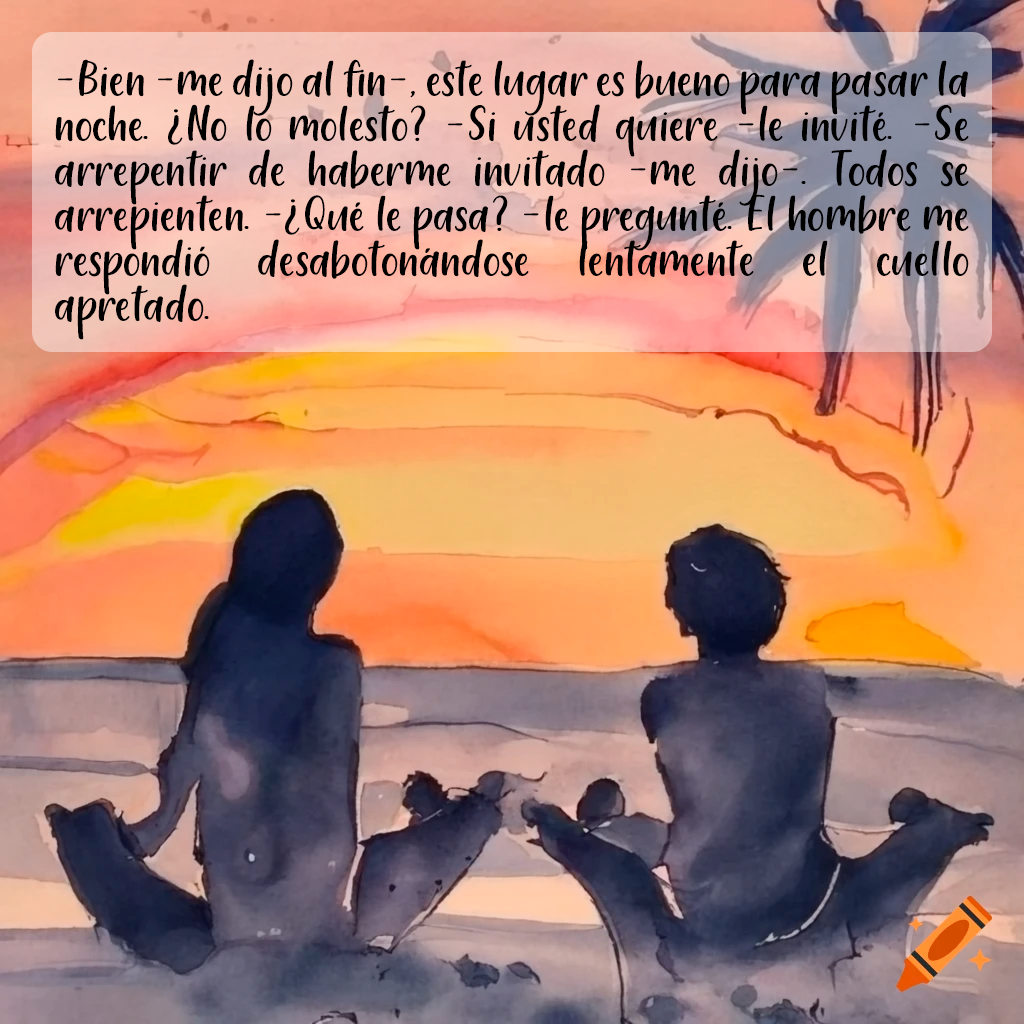 -Bien -me dijo al fin-, este lugar es bueno para pasar la
noche. ¿No lo molesto? -Si usted quiere -le invité. -Se
arrepentir de haberme invitado -me dijo-. Todos se
arrepienten. -¿Qué le pasa? -le pregunté. El hombre me
respondió desabotonándose lentamente el cuello
apretado.